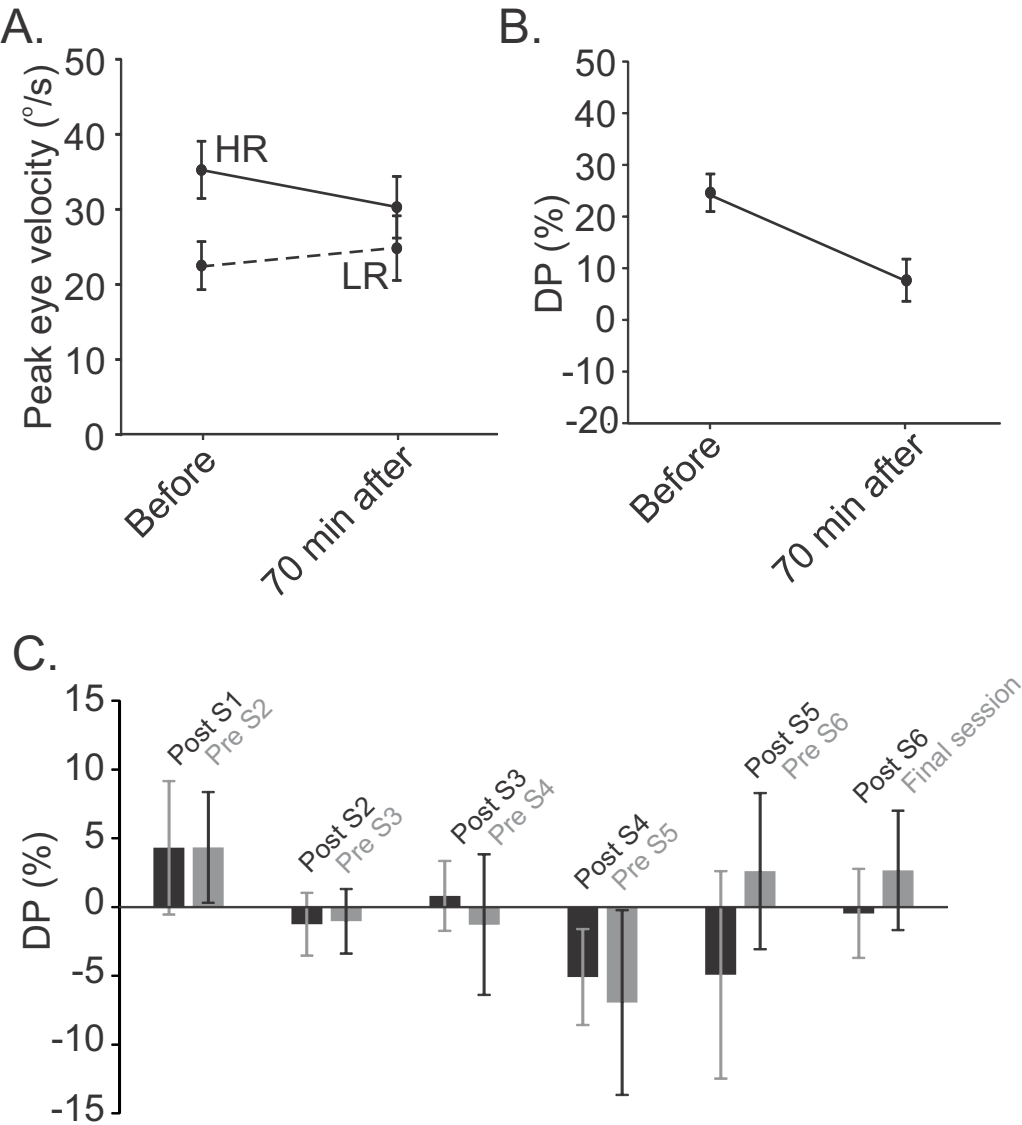 A.
Peak eye velocity (°/s)
50
40
30
20
10
0
HR
LR
Before
70 min after
B.
DP (%)
50
40
30
20
10
0
-10
-20
Before
70 min after
C.
DP (%)
15
10
5
0
-5
-10
-15
Post S1
Pre S2
Post S2
Pre S3
Post S3
Pre S4
Post S4
Pre S5
Post S5
Pre S6
Post S6
Final session